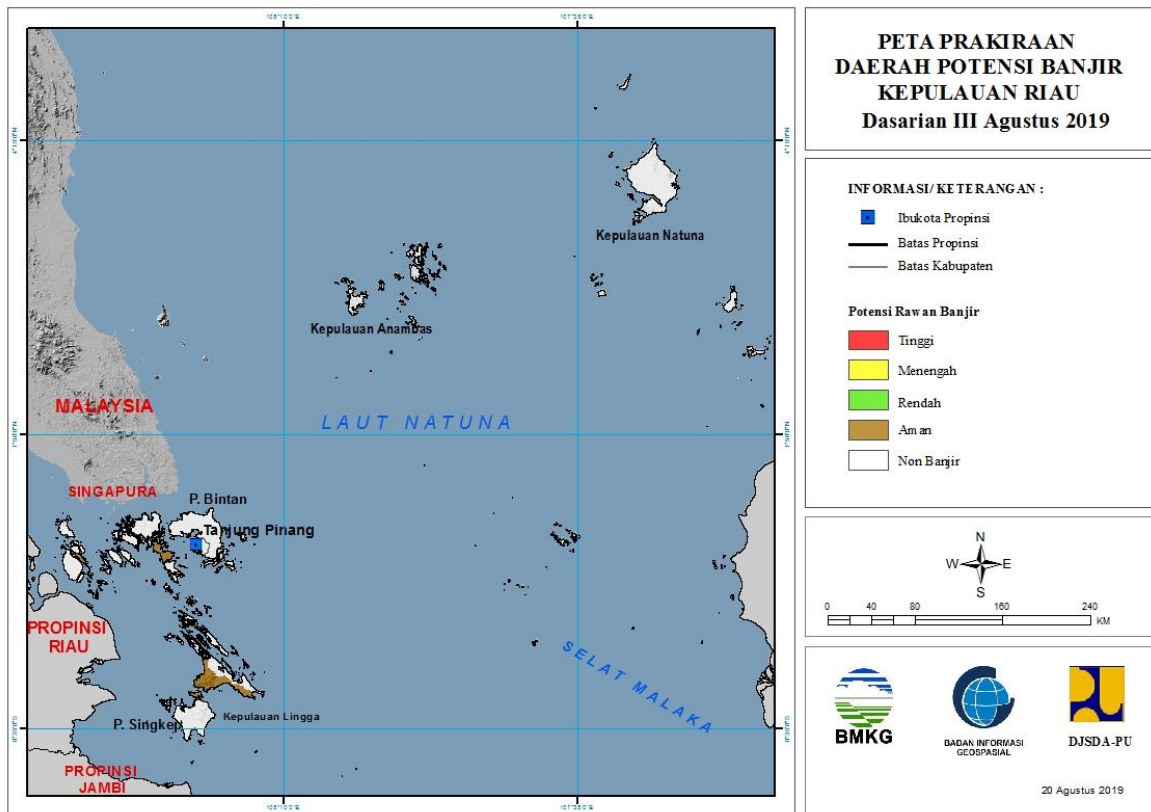 PETA PRAKIRAAN
DAERAH POTENSI BANJIR
KEPULAUAN RIAU
Dasarian III Agustus 2019
INFORMASI/ KETERANGAN :
Ibukota Propinsi
Batas Propinsi
Batas Kabupaten
Potensi Rawan Banjir
Tinggi
Menengah
Rendah
Aman
Non Banjir
N
W E
S
0 40 80 160 240
KM
BMKG
BADAN INFORMASI
GEOSPASIAL
DJSDA-PU
20 Agustus 2019
Kepulauan Natuna
Kepulauan Anambas
MALAYSIA
LAUT NATUNA
SINGAPURA
P. Bintan
Tanjung Pinang
PROPINSI
RIAU
SELAT MALAKA
P. Singkep
Kepulauan Lingga
PROPINSI
JAMBI